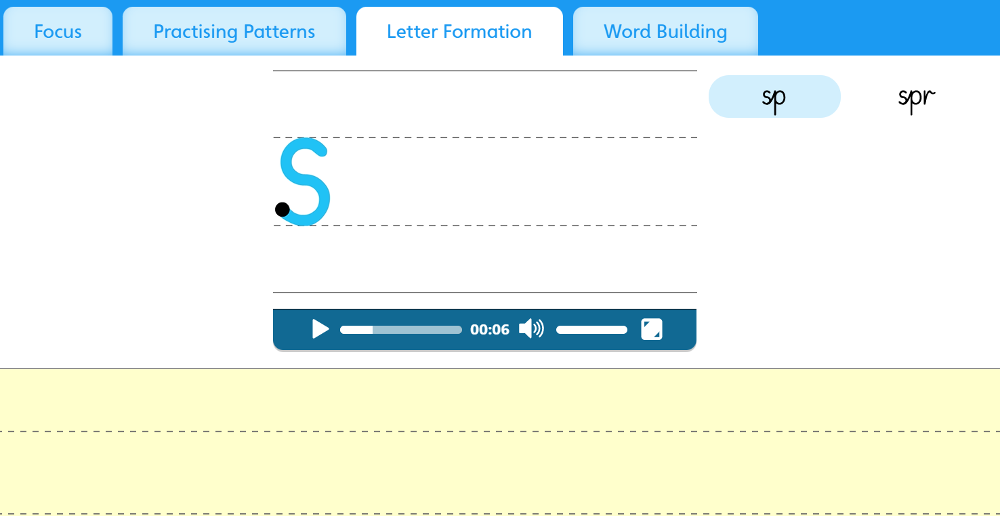 Focus Practising Patterns Letter Formation Word Building
sp spr
s
00:06